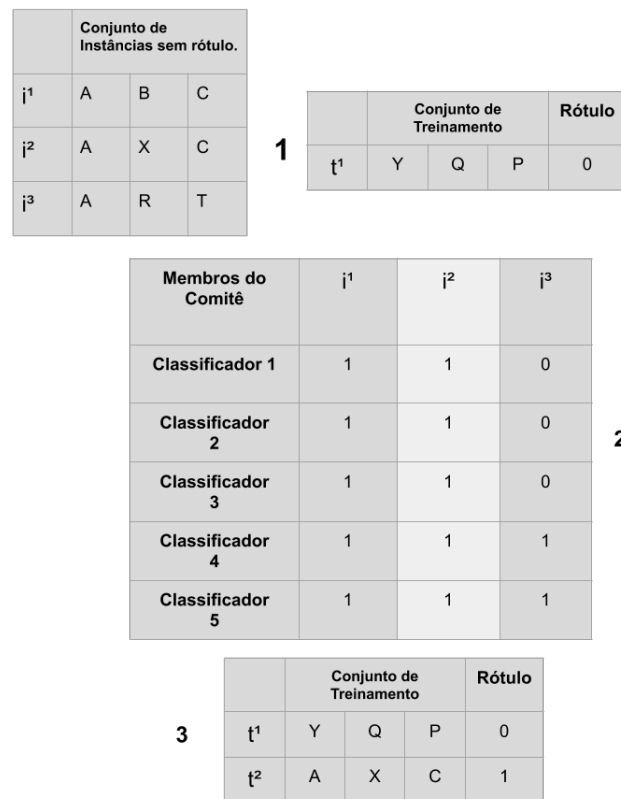 Conjunto de
Instâncias sem rótulo.
i¹ A B C
i² A X C
i³ A R T
1
Conjunto de
Treinamento
Rótulo
t¹ Y Q P 0
Membros do
Comitê
i¹ i² i³
Classificador 1 1 1 0
Classificador
2
1 1 0
Classificador
3
1 1 0
Classificador
4
1 1 1
Classificador
5
1 1 1
2
Conjunto de
Treinamento
Rótulo
3
t¹ Y Q P 0
t² A X C 1